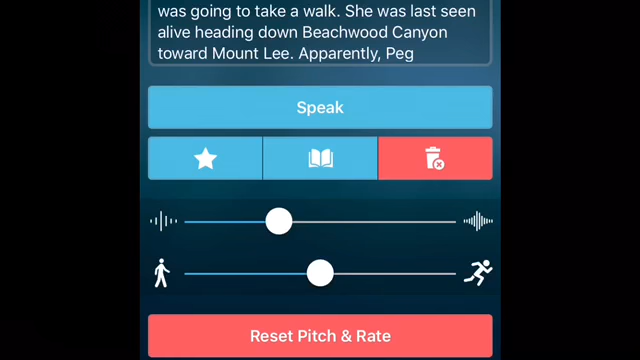 was going to take a walk. She was last seen
alive heading down Beachwood Canyon
toward Mount Lee. Apparently, Peg
Speak
Reset Pitch & Rate